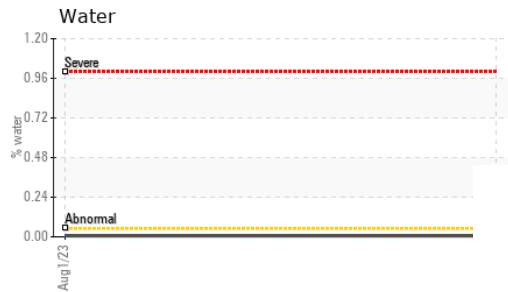 Water
1.20
Severe
0.96
0.72
% water
0.48
0.24
Abnormal
0.00
Aug1/23